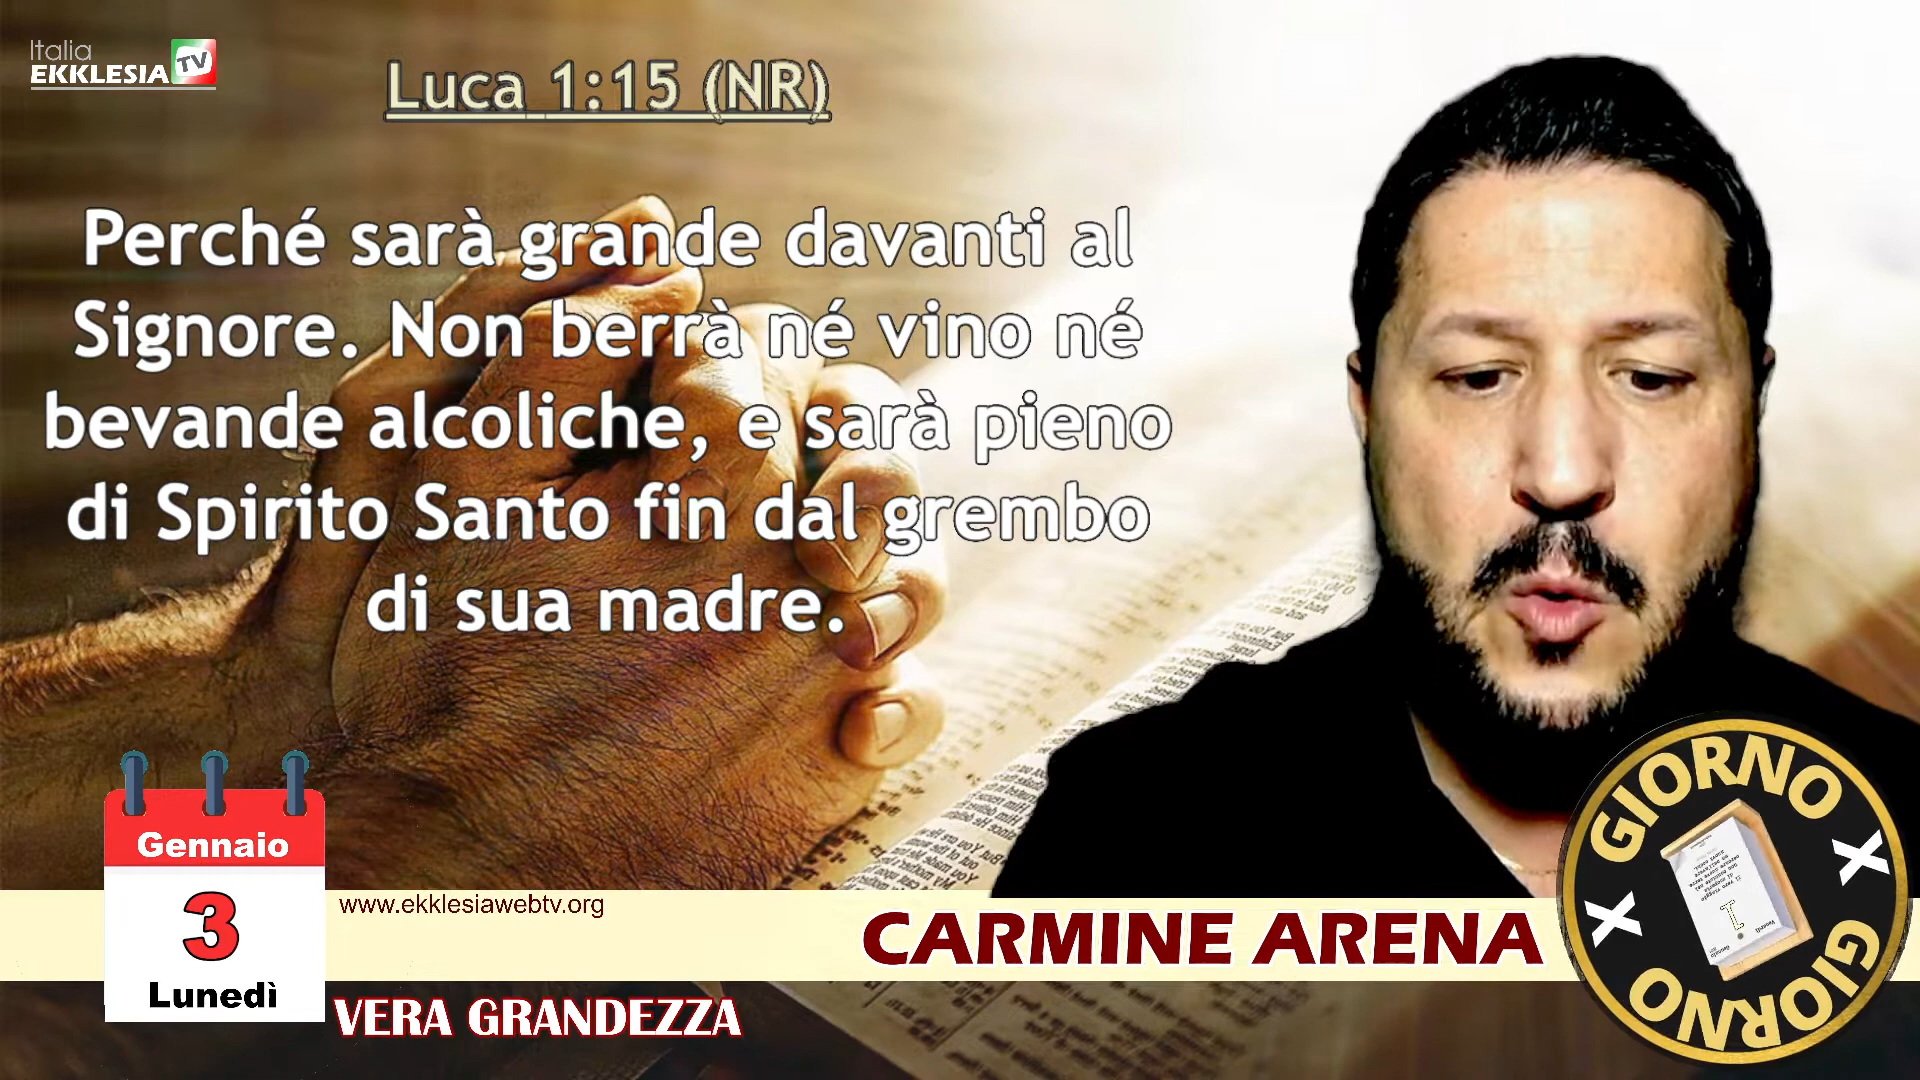 Italia
EKKLESIA TV
Luca 1:15 (NR)
Perché sarà grande davanti al
Signore. Non berrà né vino né
bevande alcoliche, e sarà pieno
di Spirito Santo fin dal grembo
di sua madre.
Gennaio
3
Lunedì
www.ekklesiawebtv.org
CARMINE ARENA
VERA GRANDEZZA
GIORNO X GIORNO X